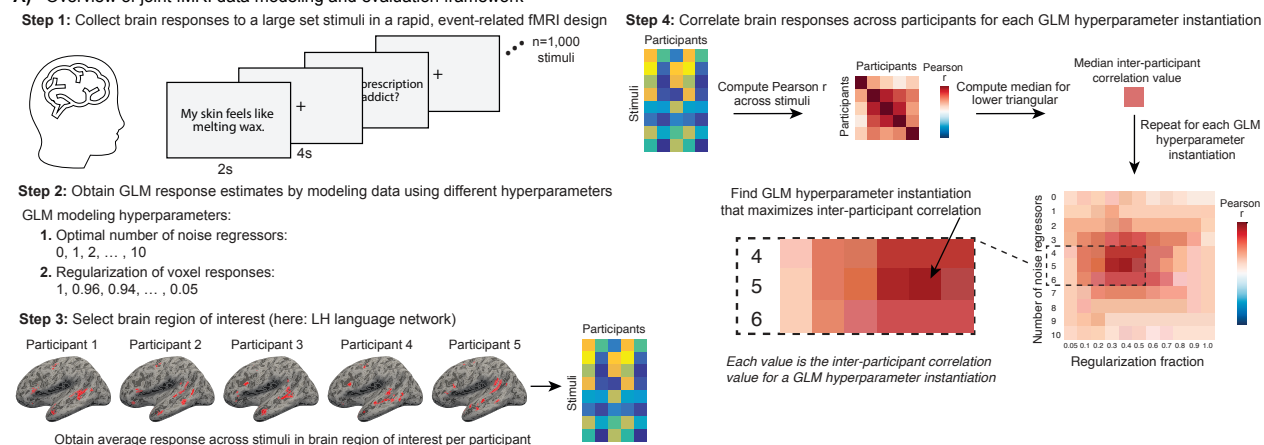 A) Overview of joint fMRI data modeling and evaluation framework
Step 1: Collect brain responses to a large set stimuli in a rapid, event-related fMRI design
My skin feels like
melting wax.
2s
+
4s
prescription
addict?
+
n=1,000
stimuli
Step 2: Obtain GLM response estimates by modeling data using different hyperparameters
GLM modeling hyperparameters:
1. Optimal number of noise regressors:
0, 1, 2, … , 10
2. Regularization of voxel responses:
1, 0.96, 0.94, … , 0.05
Step 3: Select brain region of interest (here: LH language network)
Participant 1
Participant 2
Participant 3
Participant 4
Participant 5
Participants
Stimuli
Obtain average response across stimuli in brain region of interest per participant
Step 4: Correlate brain responses across participants for each GLM hyperparameter instantiation
Participants
Stimuli
Compute Pearson r
across stimuli
Participants
Participants
Pearson
r
Compute median for
lower triangular
Median inter-participant
correlation value
Repeat for each GLM
hyperparameter
instantiation
Find GLM hyperparameter instantiation
that maximizes inter-participant correlation
4
5
6
Each value is the inter-participant correlation
value for a GLM hyperparameter instantiation
Number of noise regressors
0
1
2
3
4
5
6
7
8
9
10
0.05 0.1 0.2 0.3 0.4 0.5 0.6 0.7 0.8 0.9 1.0
Regularization fraction
Pearson
r